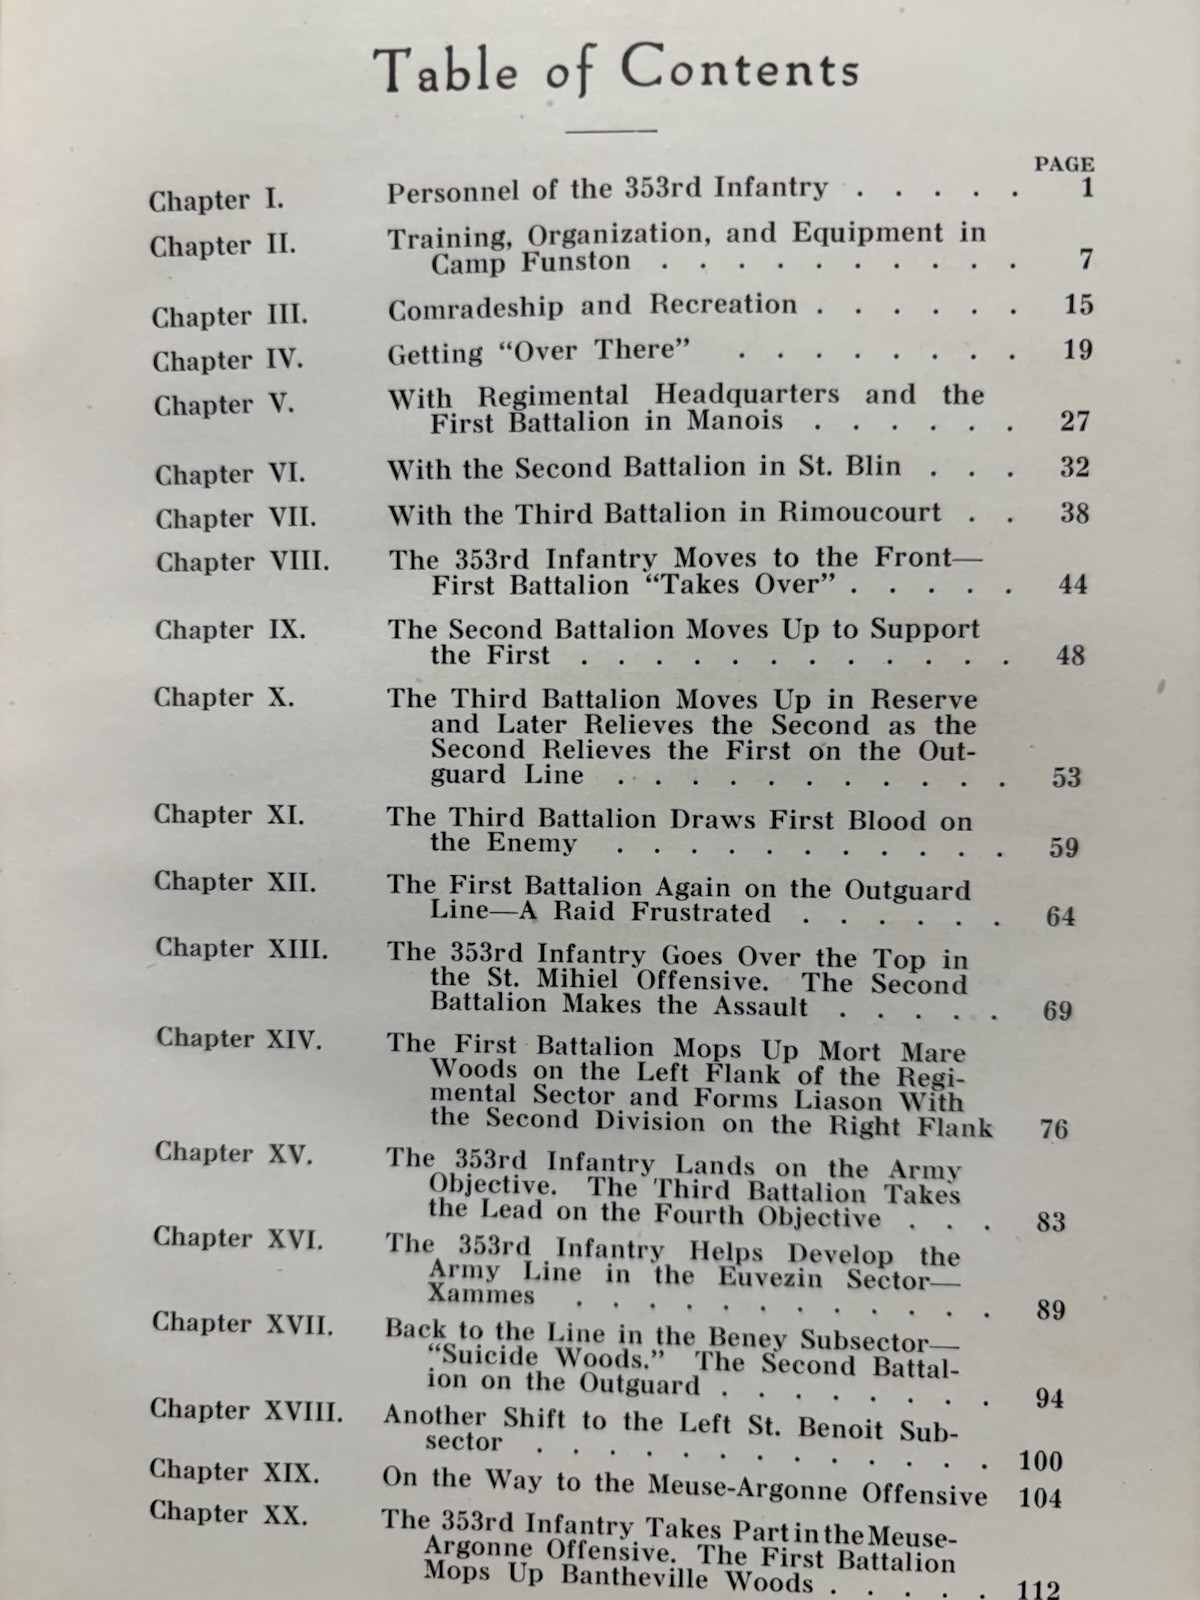 Table of Contents
PAGE
Chapter I. Personnel of the 353rd Infantry . . . . . 1
Chapter II. Training, Organization, and Equipment in
Camp Funston . . . . . . . . . . 7
Chapter III. Comradeship and Recreation . . . . . . 15
Chapter IV. Getting "Over There" . . . . . . . . 19
Chapter V. With Regimental Headquarters and the
First Battalion in Manois . . . . . . 27
Chapter VI. With the Second Battalion in St. Blin . . . 32
Chapter VII. With the Third Battalion in Rimoucourt . . 38
Chapter VIII. The 353rd Infantry Moves to the Front—
First Battalion "Takes Over" . . . . . 44
Chapter IX. The Second Battalion Moves Up to Support
the First . . . . . . . . . . . . 48
Chapter X. The Third Battalion Moves Up in Reserve
and Later Relieves the Second as the
Second Relieves the First on the Out-
guard Line . . . . . . . . . . . 53
Chapter XI. The Third Battalion Draws First Blood on
the Enemy . . . . . . . . . . . 59
Chapter XII. The First Battalion Again on the Outguard
Line—A Raid Frustrated . . . . . . 64
Chapter XIII. The 353rd Infantry Goes Over the Top in
the St. Mihiel Offensive. The Second
Battalion Makes the Assault . . . . . 69
Chapter XIV. The First Battalion Mops Up Mort Mare
Woods on the Left Flank of the Regi-
mental Sector and Forms Liason With
the Second Division on the Right Flank 76
Chapter XV. The 353rd Infantry Lands on the Army
Objective. The Third Battalion Takes
the Lead on the Fourth Objective . . . 83
Chapter XVI. The 353rd Infantry Helps Develop the
Army Line in the Euvezin Sector—
Xammes . . . . . . . . . . . . 89
Chapter XVII. Back to the Line in the Beney Subsector—
"Suicide Woods." The Second Battal-
ion on the Outguard . . . . . . . . 94
Chapter XVIII. Another Shift to the Left St. Benoit Sub-
sector . . . . . . . . . . . . . 100
Chapter XIX. On the Way to the Meuse-Argonne Offensive 104
Chapter XX. The 353rd Infantry Takes Part in the Meuse-
Argonne Offensive. The First Battalion
Mops Up Bantheville Woods . . . . . 112